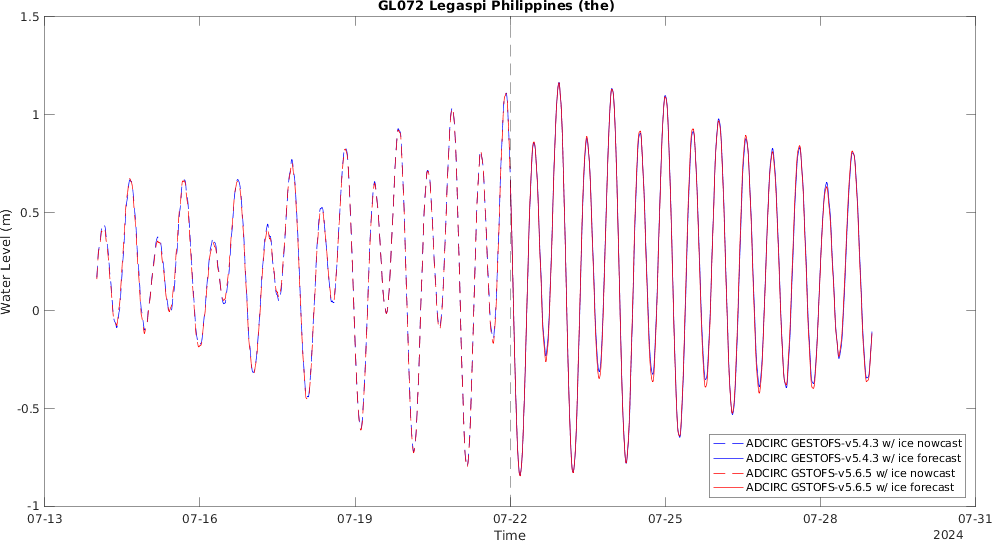 GL072 Legaspi Philippines (the)
1.5
1
0.5
0
-0.5
-1
Water Level (m)
07-13
07-16
07-19
07-22
07-25
07-28
07-31
Time
2024
ADCIRC GESTOFS-v5.4.3 w/ ice nowcast
ADCIRC GESTOFS-v5.4.3 w/ ice forecast
ADCIRC GSTOFS-v5.6.5 w/ ice nowcast
ADCIRC GSTOFS-v5.6.5 w/ ice forecast